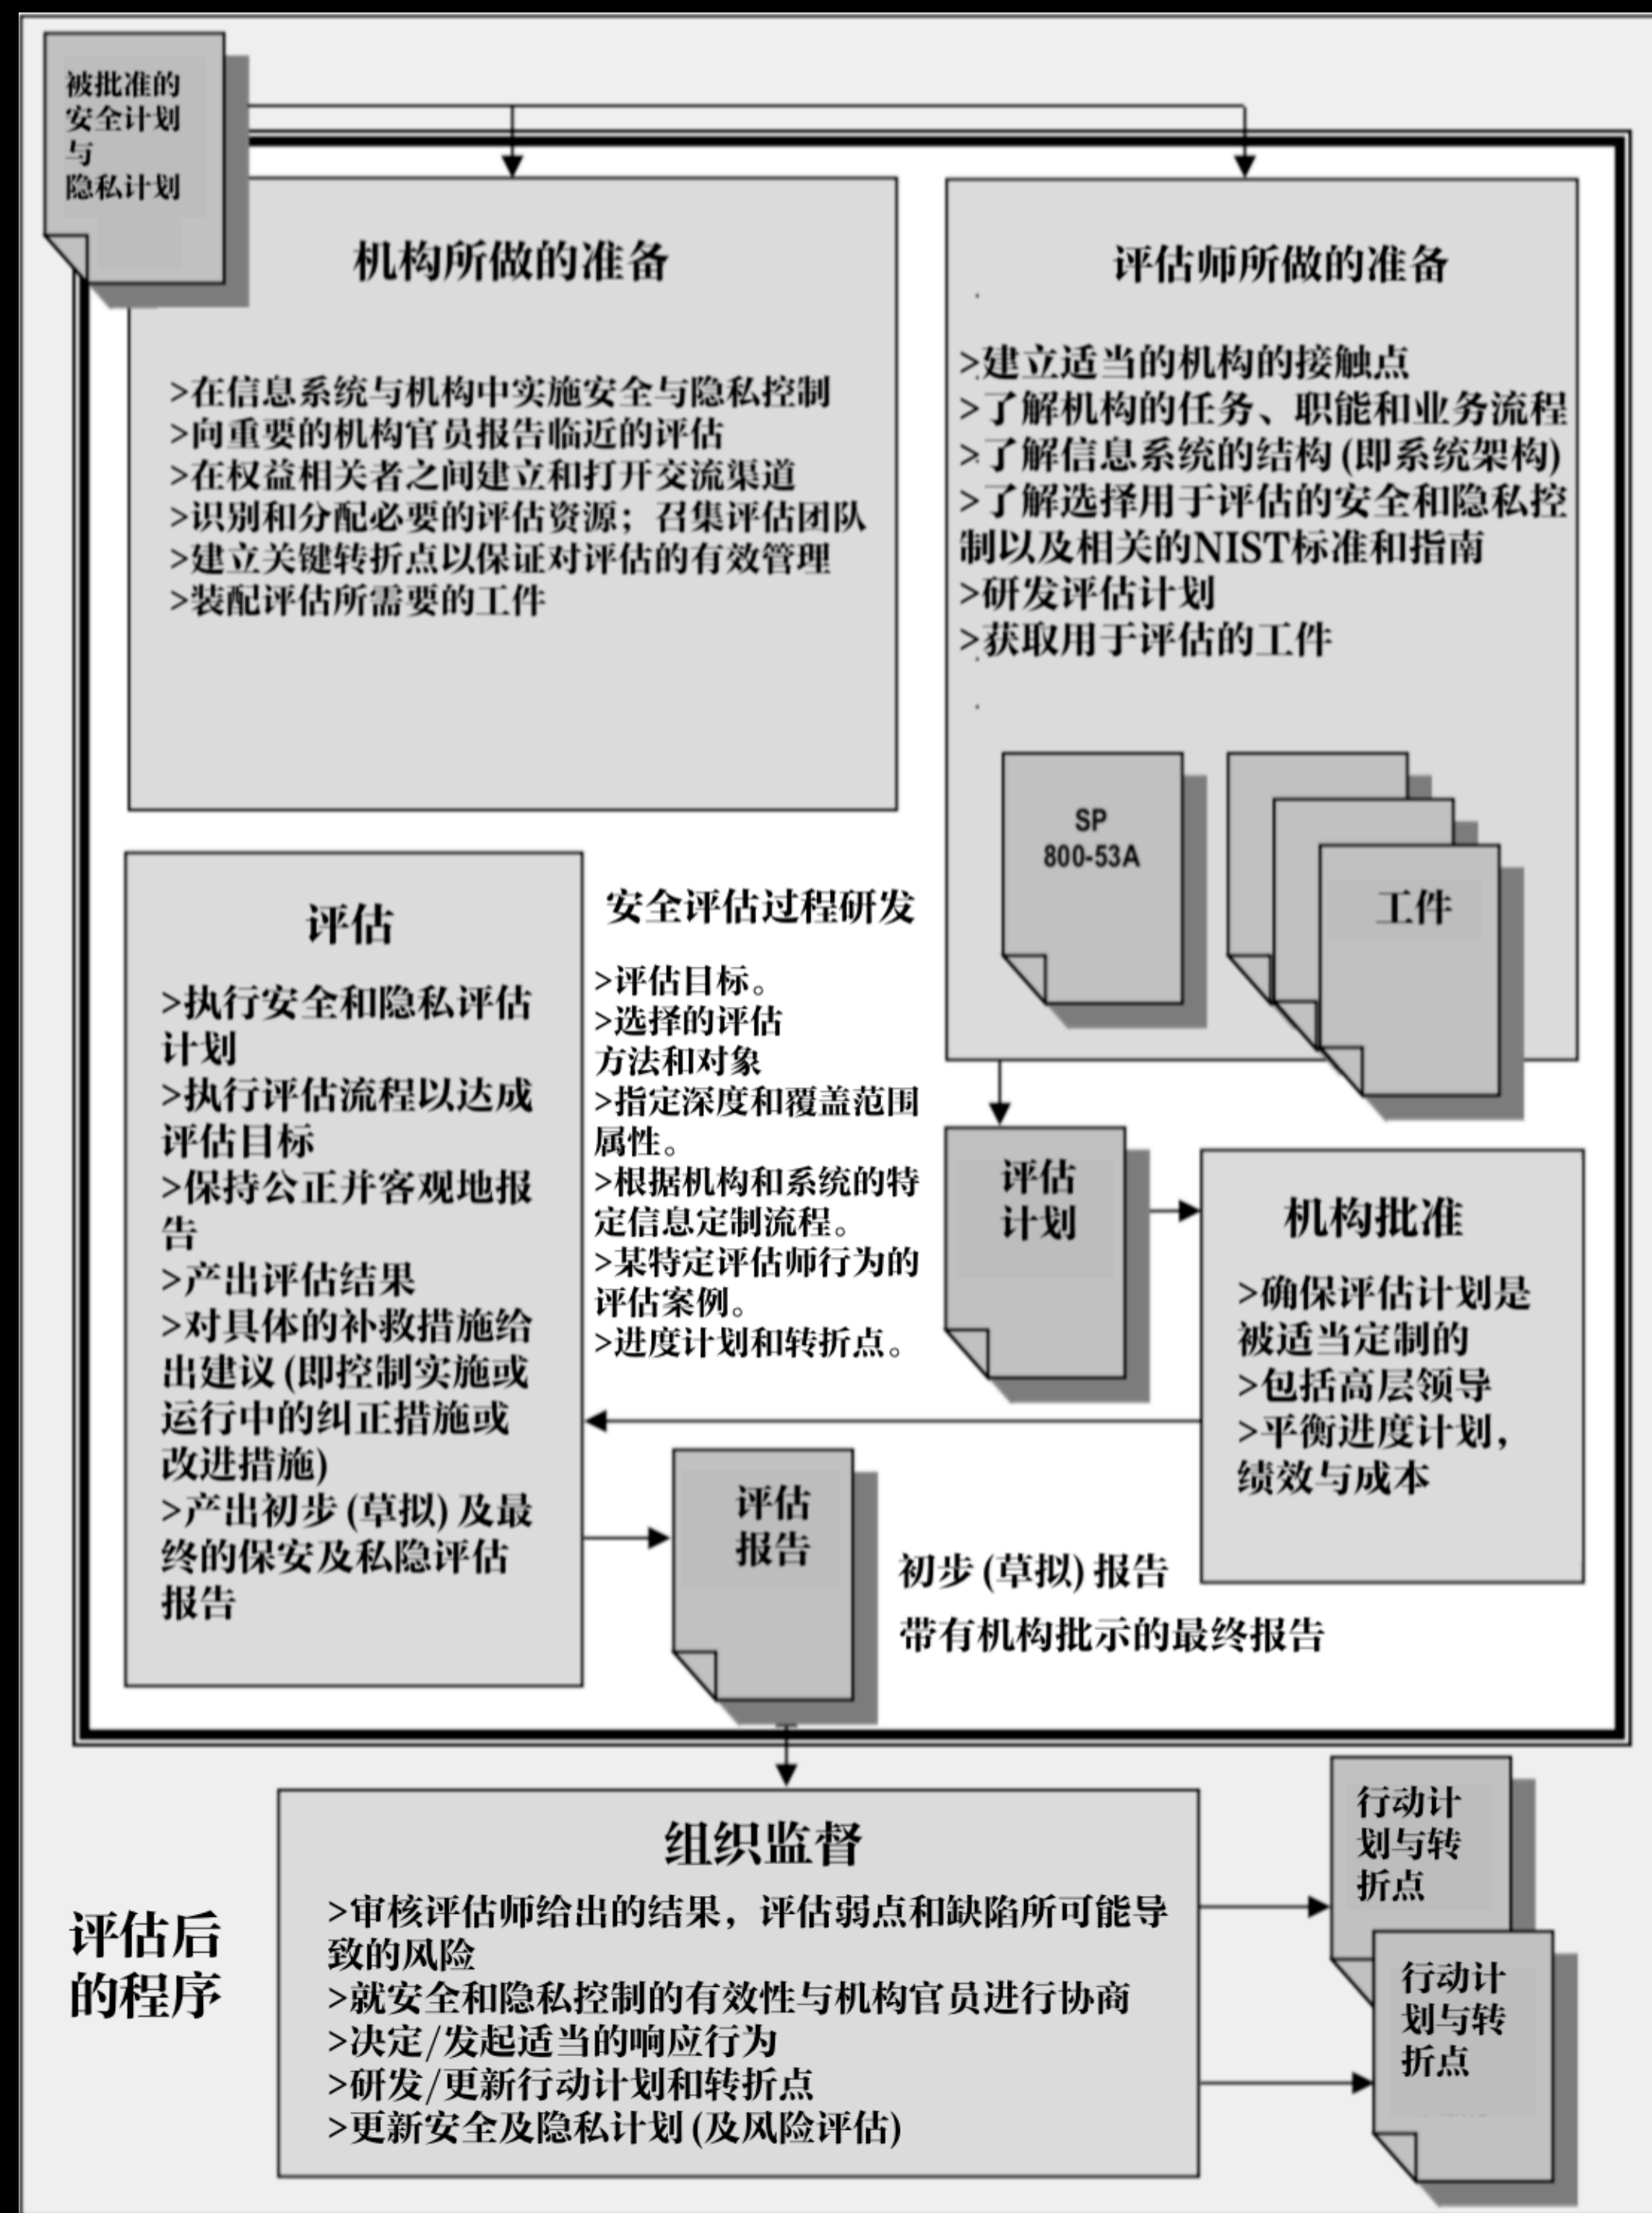 被批准的
安全计划
与
隐私计划
机构所做的准备
>在信息系统与机构中实施安全与隐私控制
>向重要的机构官员报告临近的评估
>在权益相关者之间建立和打开交流渠道
>识别和分配必要的评估资源；召集评估团队
>建立关键转折点以保证对评估的有效管理
>装配评估所需要的工件
评估师所做的准备
>建立适当的机构的接触点
>了解机构的任务、职能和业务流程
>了解信息系统的结构 (即系统架构)
>了解选择用于评估的安全和隐私控
制以及相关的NIST标准和指南
>研发评估计划
>获取用于评估的工件
SP
800-53A
工件
评估
>执行安全和隐私评估
计划
>执行评估流程以达成
评估目标
>保持公正并客观地报
告
>产出评估结果
>对具体的补救措施给
出建议 (即控制实施或
运行中的纠正措施或
改进措施)
>产出初步 (草拟) 及最
终的保安及私隐评估
报告
安全评估过程研发
>评估目标。
>选择的评估
方法和对象
>指定深度和覆盖范围
属性。
>根据机构和系统的特
定信息定制流程。
>某特定评估师行为的
评估案例。
>进度计划和转折点。
评估
计划
机构批准
>确保评估计划是
被适当定制的
>包括高层领导
>平衡进度计划，
绩效与成本
评估
报告
初步 (草拟) 报告
带有机构批示的最终报告
评估后
的程序
组织监督
>审核评估师给出的结果，评估弱点和缺陷所可能导
致的风险
>就安全和隐私控制的有效性与机构官员进行协商
>决定/发起适当的响应行为
>研发/更新行动计划和转折点
>更新安全及隐私计划 (及风险评估)
行动计
划与转
折点
行动计
划与转
折点